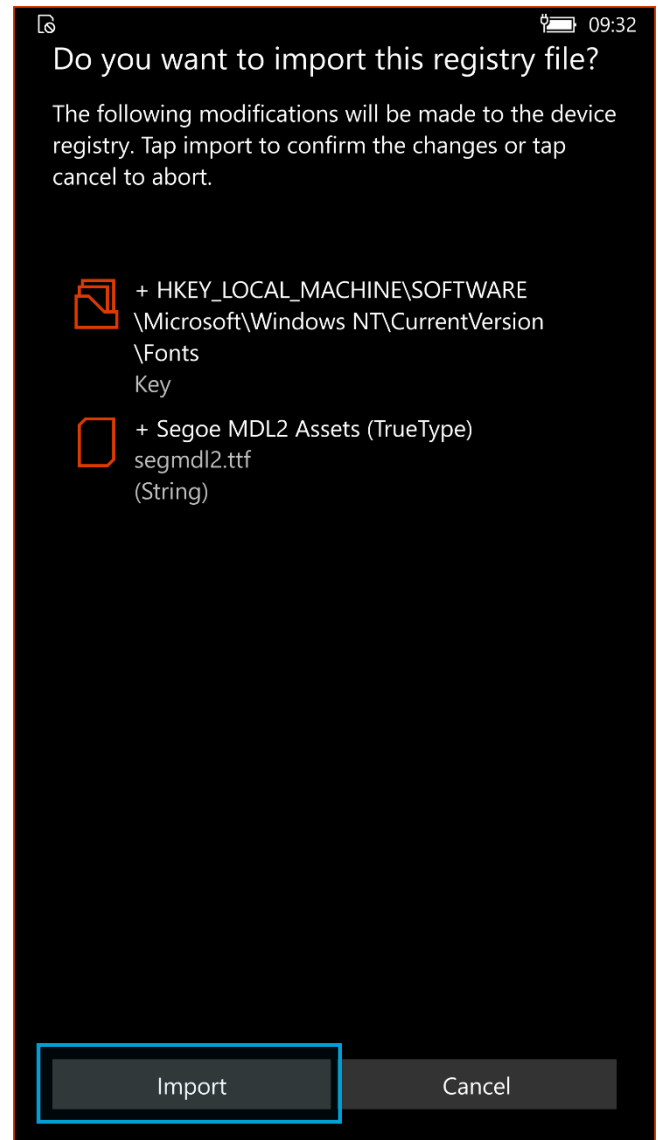 09:32
Do you want to import this registry file?
The following modifications will be made to the device
registry. Tap import to confirm the changes or tap
cancel to abort.
+ HKEY_LOCAL_MACHINE\SOFTWARE
\Microsoft\Windows NT\CurrentVersion
\Fonts
Key
+ Segoe MDL2 Assets (TrueType)
segmdl2.ttf
(String)
Import Cancel